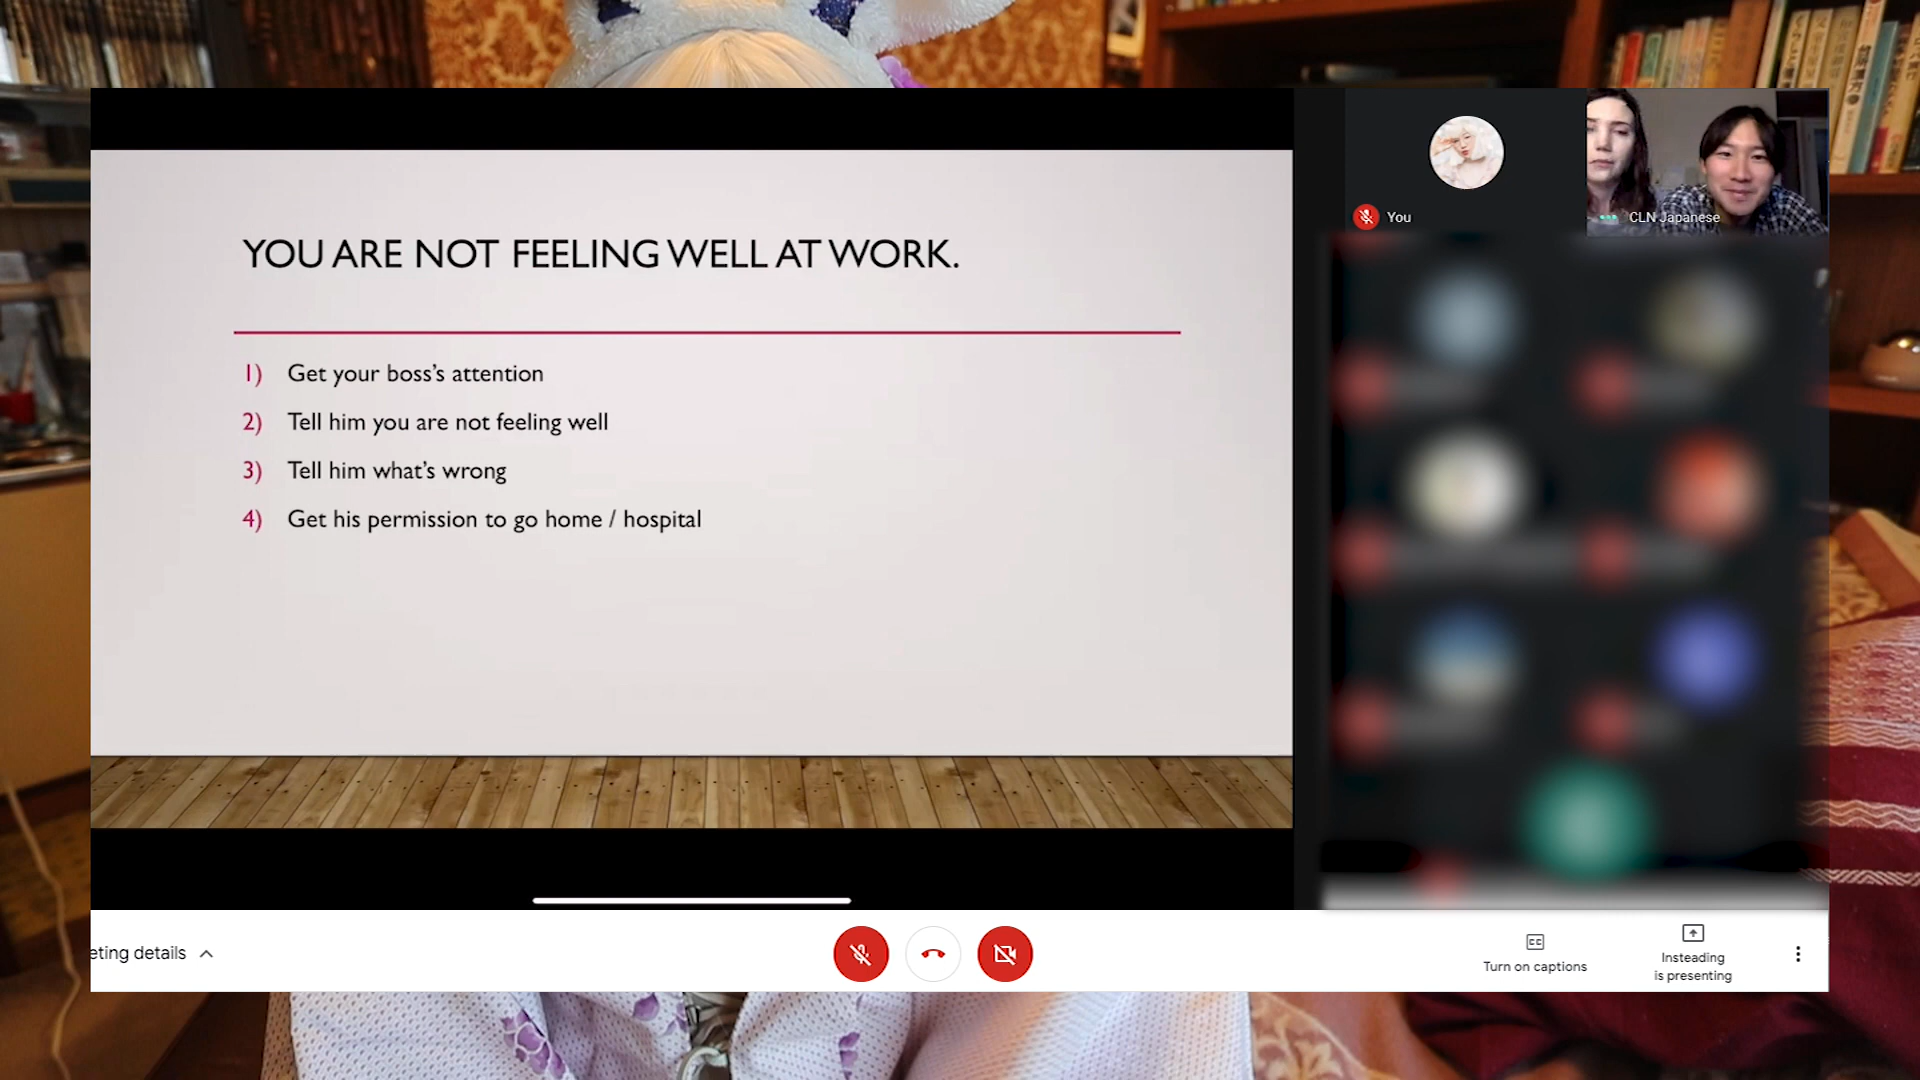 YOU ARE NOT FEELING WELL AT WORK.
1) Get your boss's attention
2) Tell him you are not feeling well
3) Tell him what's wrong
4) Get his permission to go home / hospital
You
CLN Japanese
eting details
Turn on captions
Insteading
is presenting